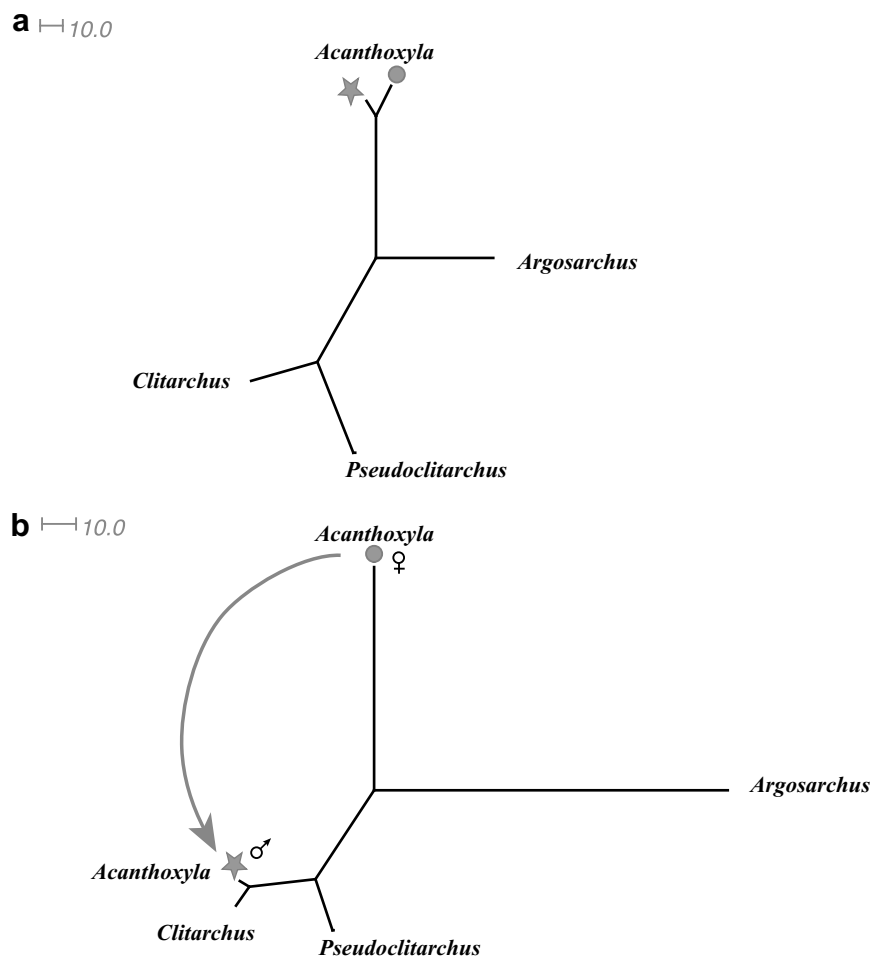 a 10.0
Acanthoxyla
Argosarchus
Clitarchus
Pseudoclitarchus
b 10.0
Acanthoxyla
♀
Argosarchus
♂
Acanthoxyla
Clitarchus
Pseudoclitarchus